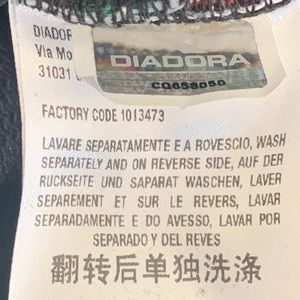 DIADOR
DIADORA
Via Mo
31031
FACTORY CODE 1013473
LAVARE SEPARATAMENTE E A ROVESCIO, WASH
SEPARATELY AND ON REVERSE SIDE, AUF DER
RUCKSEITE UND SAPARAT WASCHEN, LAVER
SEPAREMENT ET SUR LE REVERS, LAVAR
SEPARADAMENTE E DO AVESSO, LAVAR POR
SEPARADO Y DEL REVES
翻转后单独洗涤